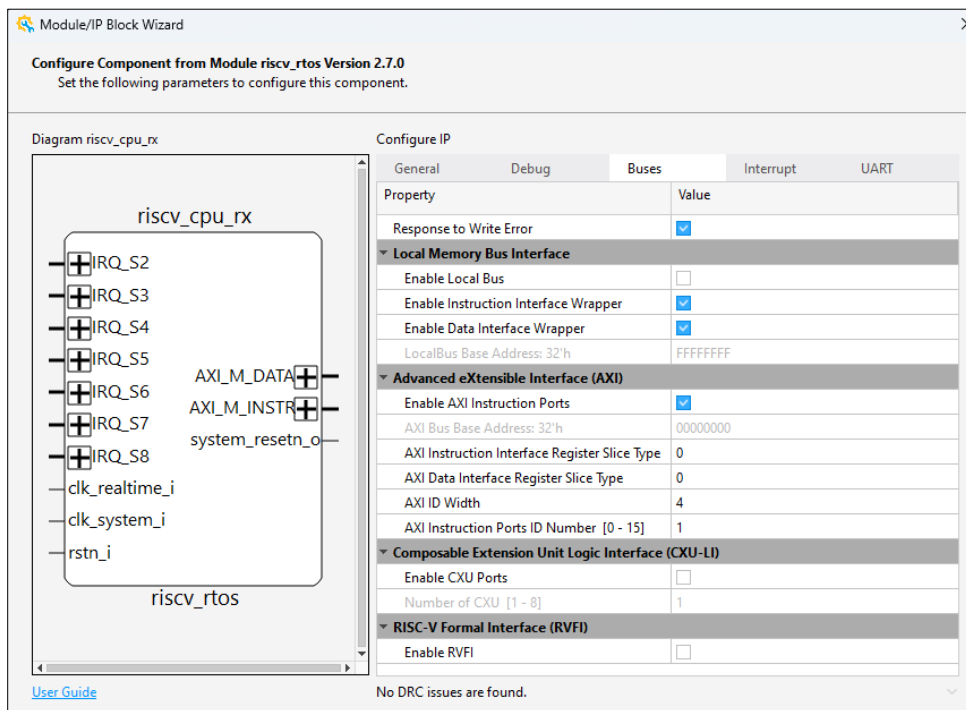 Module/IP Block Wizard
Configure Component from Module riscv_rtos Version 2.7.0
Set the following parameters to configure this component.
Diagram riscv_cpu_rx
riscv_cpu_rx
IRQ_S2
IRQ_S3
IRQ_S4
IRQ_S5
IRQ_S6
IRQ_S7
IRQ_S8
clk_realtime_i
clk_system_i
rstn_i
AXI_M_DATA
AXI_M_INSTR
system_resetn_o
riscv_rtos
User Guide
Configure IP
General Debug Buses Interrupt UART
Property Value
Response to Write Error
Local Memory Bus Interface
Enable Local Bus
Enable Instruction Interface Wrapper
Enable Data Interface Wrapper
LocalBus Base Address: 32'h FFFFFFFF
Advanced eXtensible Interface (AXI)
Enable AXI Instruction Ports
AXI Bus Base Address: 32'h 00000000
AXI Instruction Interface Register Slice Type 0
AXI Data Interface Register Slice Type 0
AXI ID Width 4
AXI Instruction Ports ID Number [0 - 15] 1
Composable Extension Unit Logic Interface (CXU-LI)
Enable CXU Ports
Number of CXU [1 - 8] 1
RISC-V Formal Interface (RVFI)
Enable RVFI
No DRC issues are found.